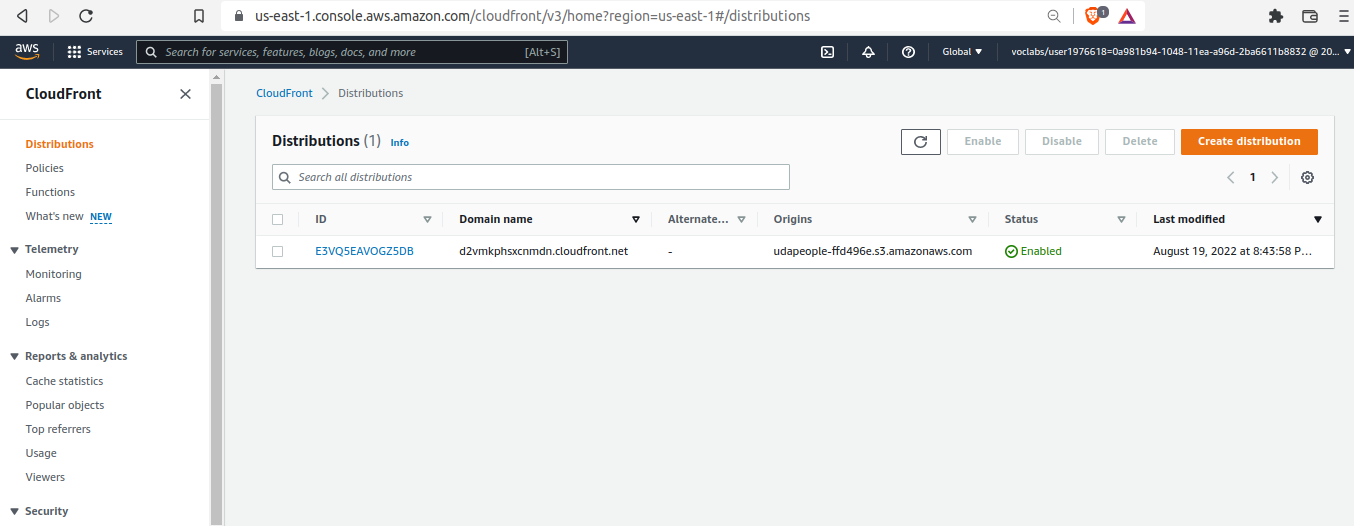 us-east-1.console.aws.amazon.com/cloudfront/v3/home?region=us-east-1#/distributions
1
aws
Services
Search for services, features, blogs, docs, and more
[Alt+S]
Global
voclabs/user1976618=0a981b94-1048-11ea-a96d-2ba6611b8832 @ 20...
CloudFront
Distributions
Policies
Functions
What's new NEW
Telemetry
Monitoring
Alarms
Logs
Reports & analytics
Cache statistics
Popular objects
Top referrers
Usage
Viewers
Security
CloudFront
Distributions
Distributions (1) Info
Enable
Disable
Delete
Create distribution
Search all distributions
1
ID
Domain name
Alternate...
Origins
Status
Last modified
E3VQ5EAVOGZ5DB
d2vmkphsxcnmdn.cloudfront.net
-
udapeople-ffd496e.s3.amazonaws.com
Enabled
August 19, 2022 at 8:43:58 P...